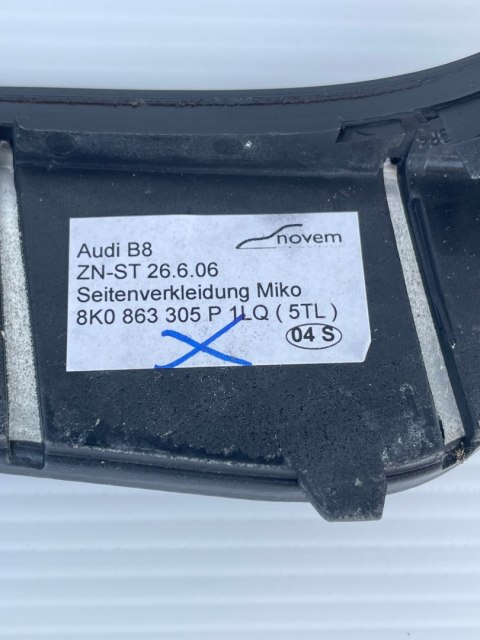 novem
Audi B8
ZN-ST 26.6.06
Seitenverkleidung Miko
8K0 863 305 P 1LQ ( 5TL )
04 S